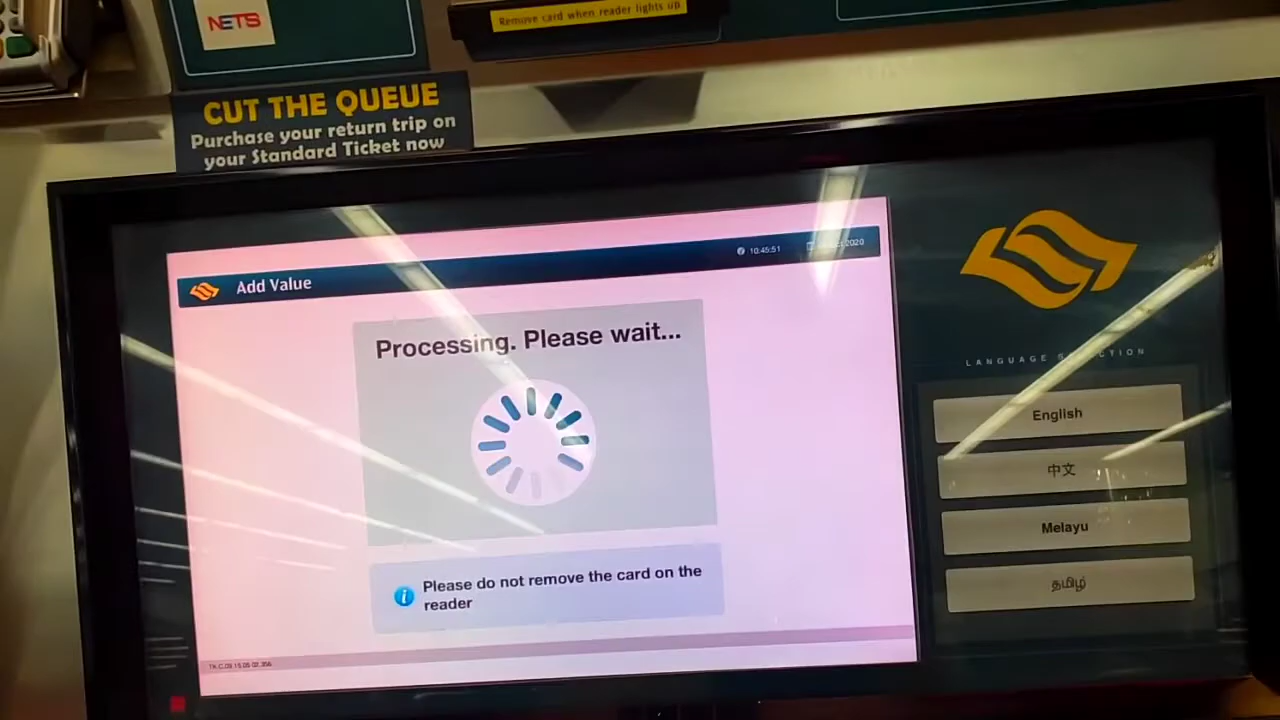 NETS
Remove card when reader lights up
CUT THE QUEUE
Purchase your return trip on
your Standard Ticket now
Add Value
10:45:51
2020
Processing. Please wait...
Please do not remove the card on the
reader
LANGUAGE SELECTION
English
中文
Melayu
தமிழ்